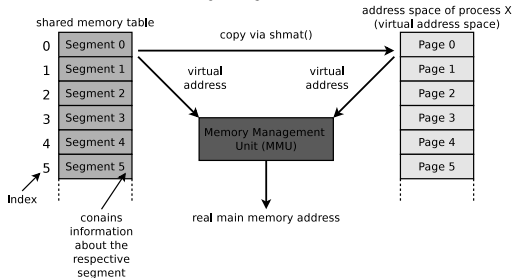 shared memory table
address space of process X
(virtual address space)
0
Segment 0
copy via shmat()
Page 0
1
Segment 1
Page 1
virtual
address
virtual
address
2
Segment 2
Page 2
3
Segment 3
Page 3
Memory Management
Unit (MMU)
4
Segment 4
Page 4
5
Segment 5
Page 5
Index
conains
information
about the
respective
segment
real main memory address